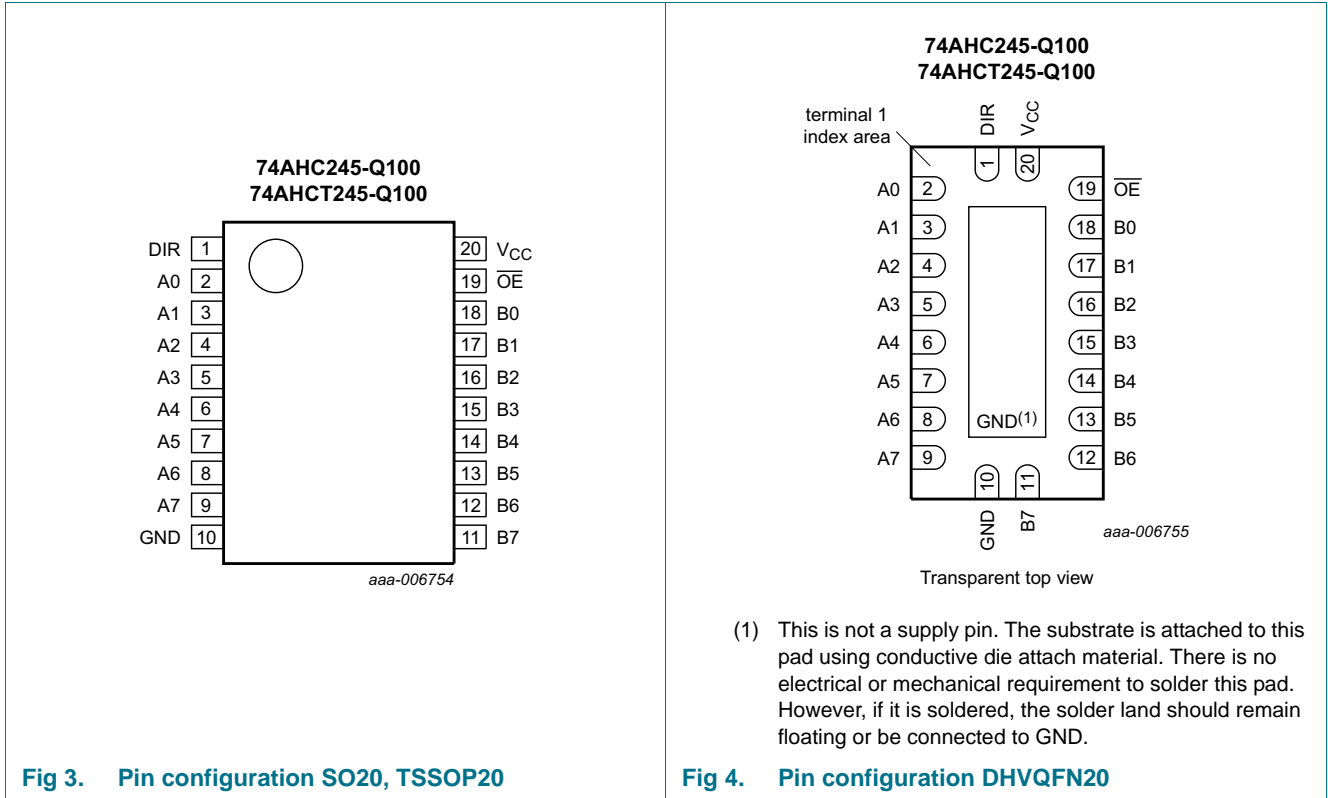 74AHC245-Q100
74AHCT245-Q100
DIR 1 20 VCC
A0 2 19 OE
A1 3 18 B0
A2 4 17 B1
A3 5 16 B2
A4 6 15 B3
A5 7 14 B4
A6 8 13 B5
A7 9 12 B6
GND 10 11 B7
aaa-006754
Fig 3. Pin configuration SO20, TSSOP20
74AHC245-Q100
74AHCT245-Q100
terminal 1
index area
DIR VCC
1 20
A0 2 19 OE
A1 3 18 B0
A2 4 17 B1
A3 5 16 B2
A4 6 15 B3
A5 7 14 B4
A6 8 GND(1) 13 B5
A7 9 12 B6
10 11
GND B7
aaa-006755
Transparent top view
(1) This is not a supply pin. The substrate is attached to this
pad using conductive die attach material. There is no
electrical or mechanical requirement to solder this pad.
However, if it is soldered, the solder land should remain
floating or be connected to GND.
Fig 4. Pin configuration DHVQFN20